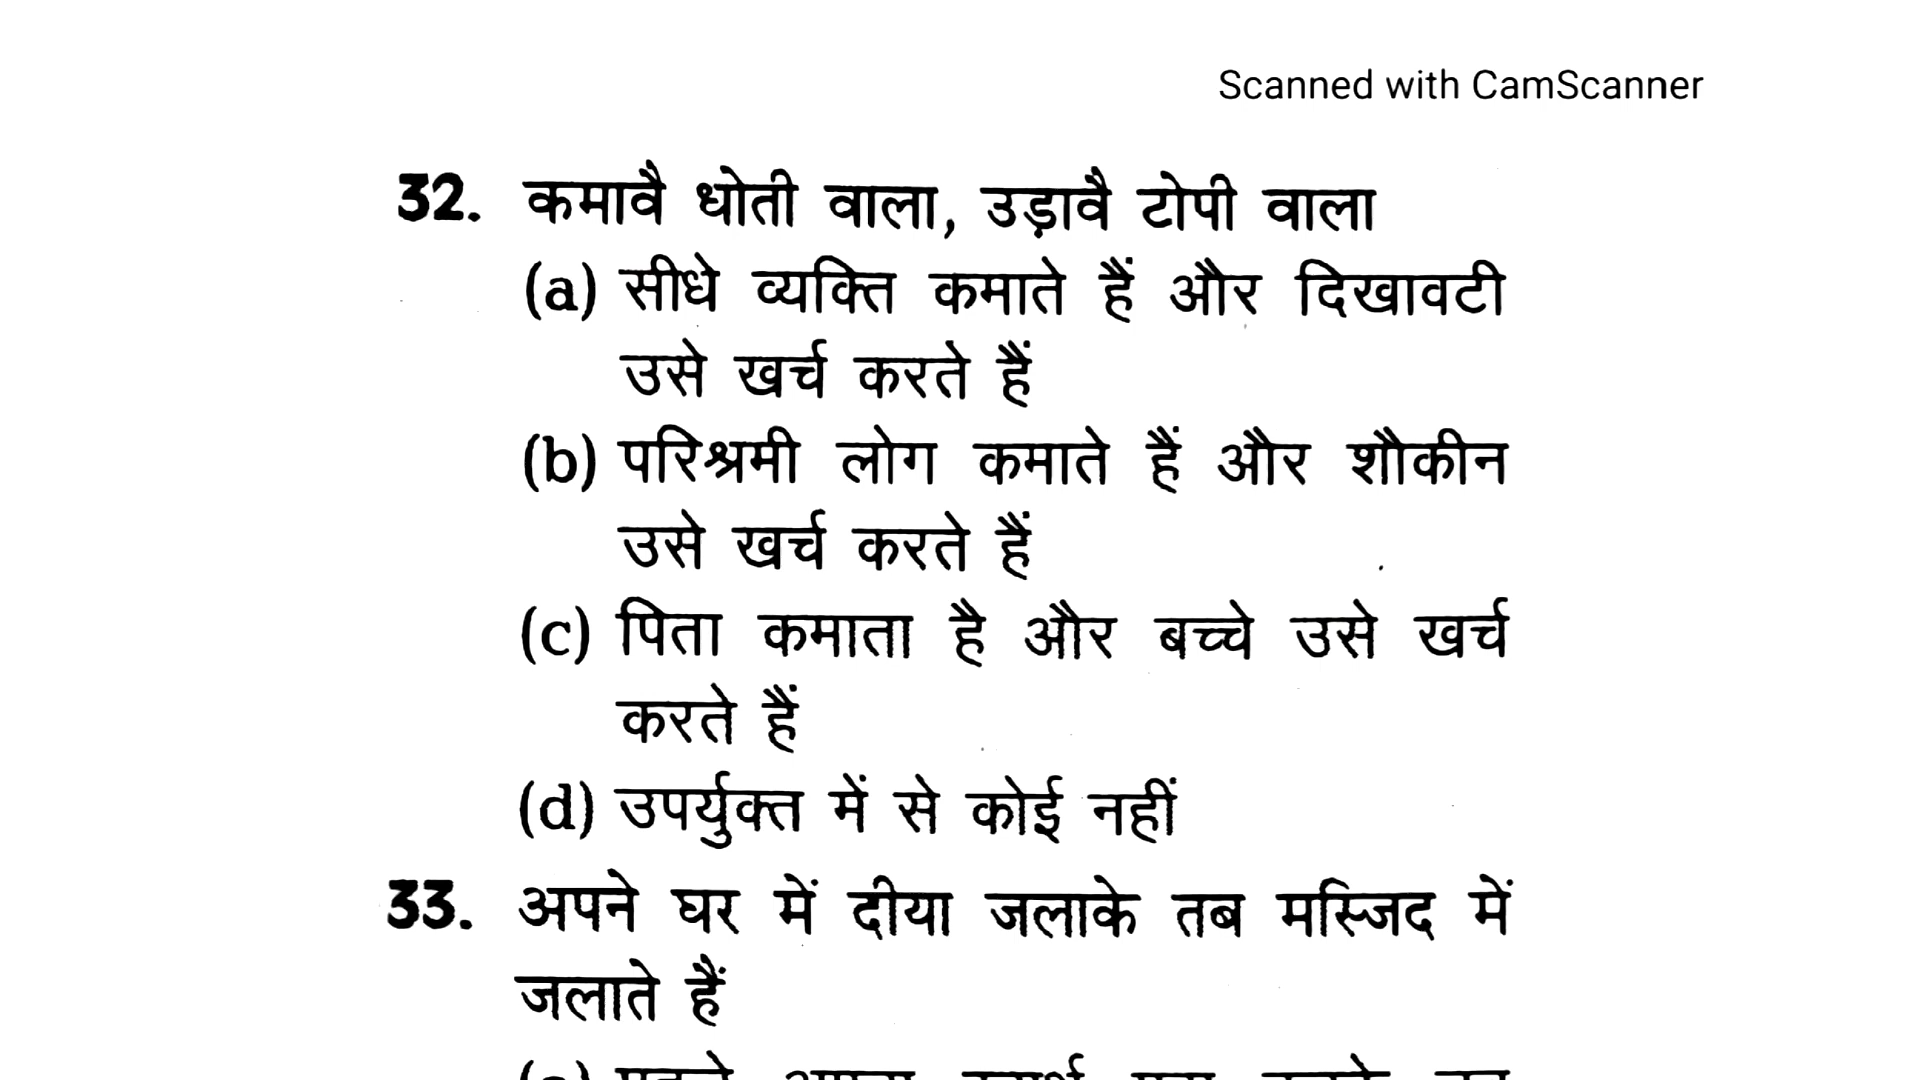 Scanned with CamScanner
32. कमावै धोती वाला, उड़ावै टोपी वाला
(a) सीधे व्यक्ति कमाते हैं और दिखावटी
उसे खर्च करते हैं
(b) परिश्रमी लोग कमाते हैं और शौकीन
उसे खर्च करते हैं
(c) पिता कमाता है और बच्चे उसे खर्च
करते हैं
(d) उपर्युक्त में से कोई नहीं
33. अपने घर में दीया जलाके तब मस्जिद में
जलाते हैं